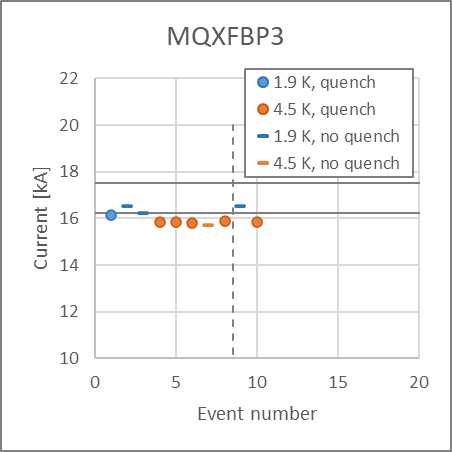 MQXFBP3
22
20
18
16
14
12
10
Current [kA]
1.9 K, quench
4.5 K, quench
1.9 K, no quench
4.5 K, no quench
0 5 10 15 20
Event number